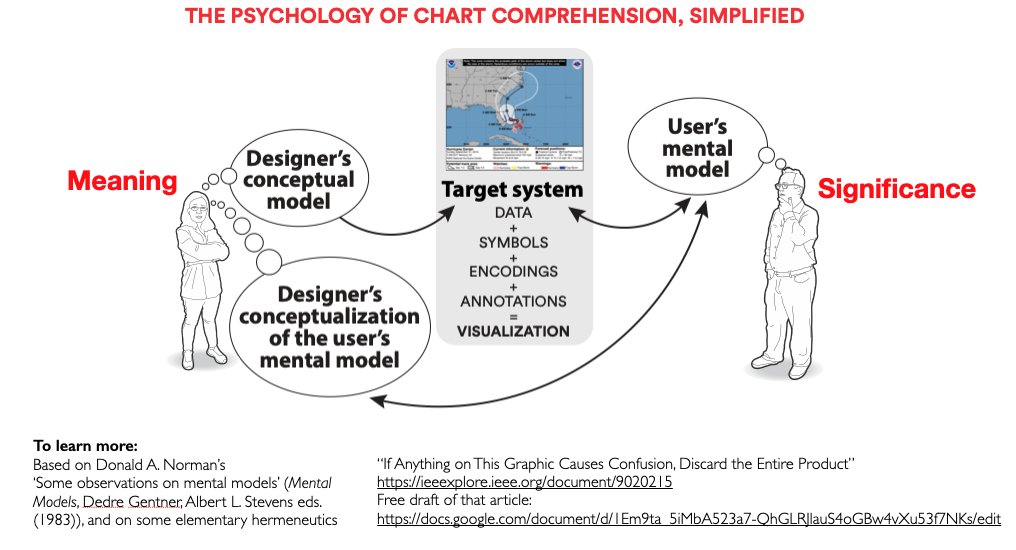 THE PSYCHOLOGY OF CHART COMPREHENSION, SIMPLIFIED
Meaning
Designer's
conceptual
model
Designer's
conceptualization
of the user's
mental model
Target system
DATA
+
SYMBOLS
+
ENCODINGS
+
ANNOTATIONS
=
VISUALIZATION
User's
mental
model
Significance
To learn more:
Based on Donald A. Norman's
'Some observations on mental models' (Mental
Models, Dedre Gentner, Albert L. Stevens eds.
(1983)), and on some elementary hermeneutics
"If Anything on This Graphic Causes Confusion, Discard the Entire Product"
https://ieeexplore.ieee.org/document/9020215
Free draft of that article:
https://docs.google.com/document/d/1Em9ta_5iMbA523a7-QhGLRJlauS4oGBw4vXu53f7NKs/edit